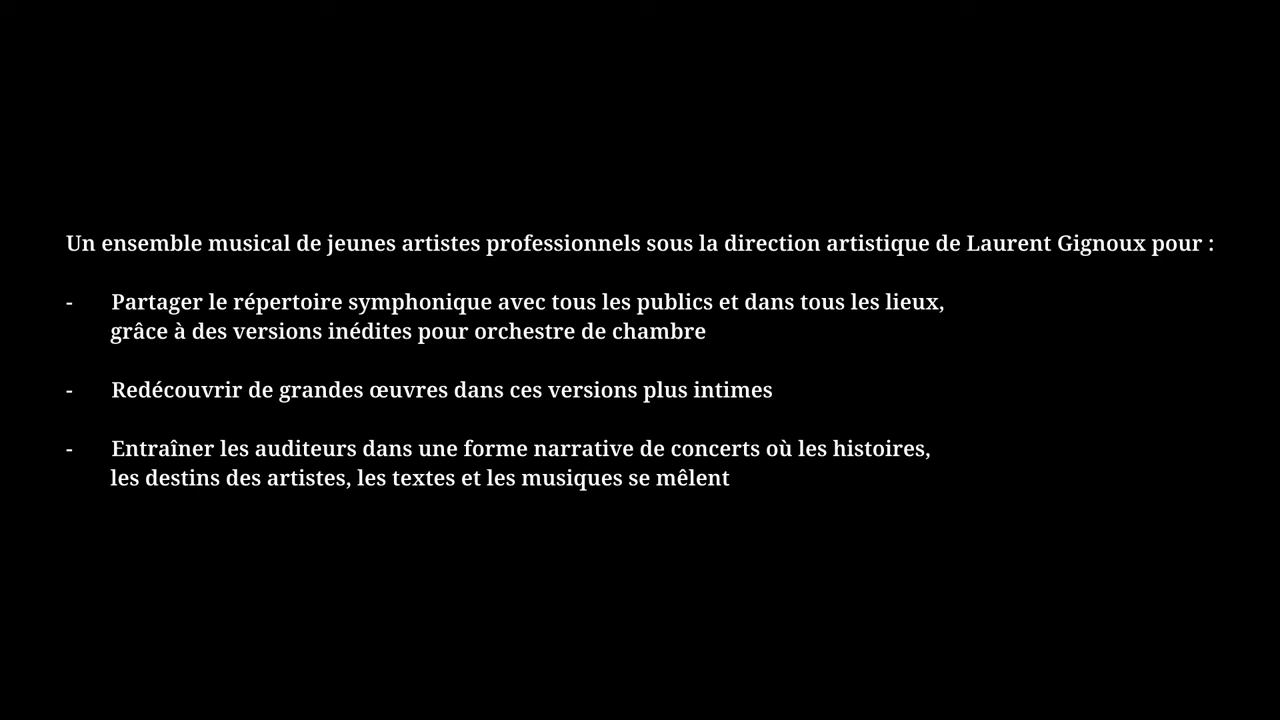 Un ensemble musical de jeunes artistes professionnels sous la direction artistique de Laurent Gignoux pour :
- Partager le répertoire symphonique avec tous les publics et dans tous les lieux,
grâce à des versions inédites pour orchestre de chambre
- Redécouvrir de grandes œuvres dans ces versions plus intimes
- Entraîner les auditeurs dans une forme narrative de concerts où les histoires,
les destins des artistes, les textes et les musiques se mêlent